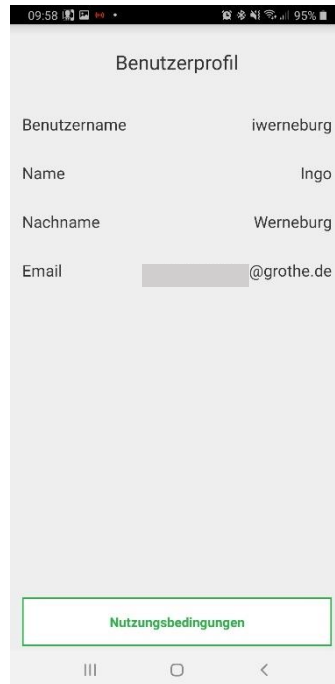 09:58 95%
Benutzerprofil
Benutzername iwerneburg
Name Ingo
Nachname Werneburg
Email @grothe.de
Nutzungsbedingungen